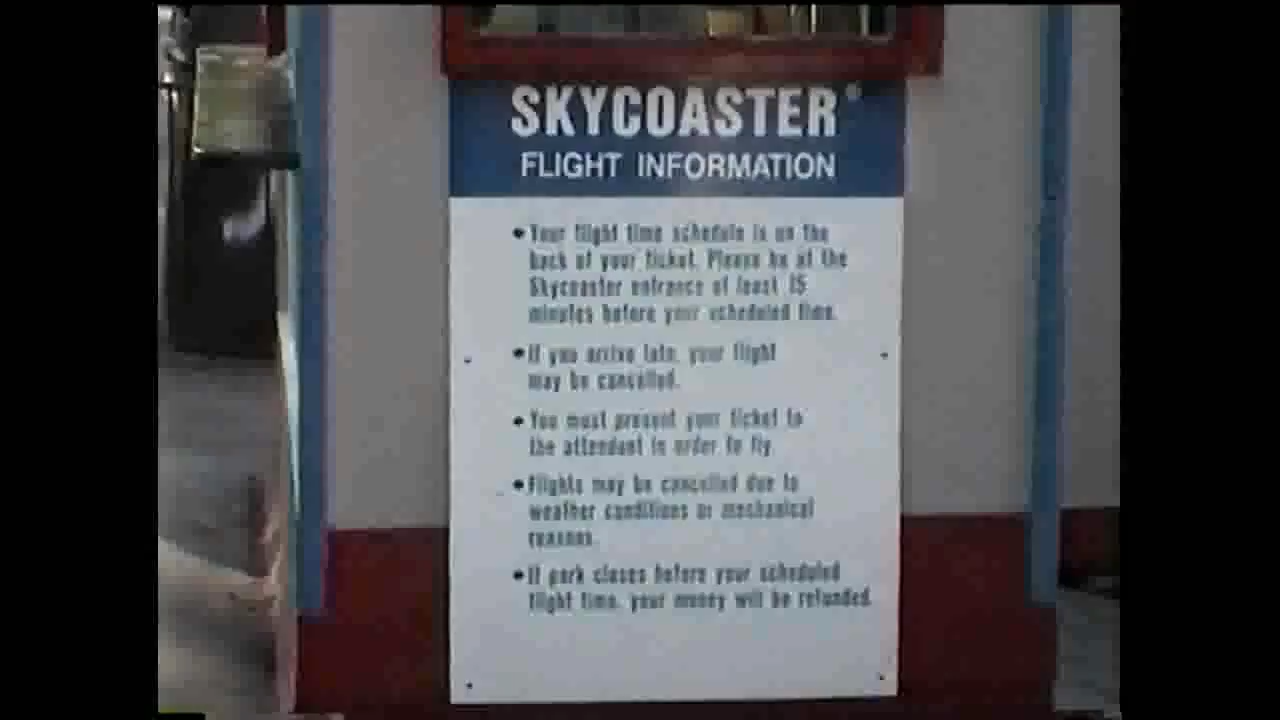 SKYCOASTER®
FLIGHT INFORMATION
• Your flight time schedule is on the
back of your ticket. Please be at the
Skycoaster entrance at least 15
minutes before your scheduled time.
• If you arrive late, your flight
may be cancelled.
• You must present your ticket to
the attendant in order to fly.
• Flights may be cancelled due to
weather conditions or mechanical
reasons.
• If park closes before your scheduled
flight time, your money will be refunded.